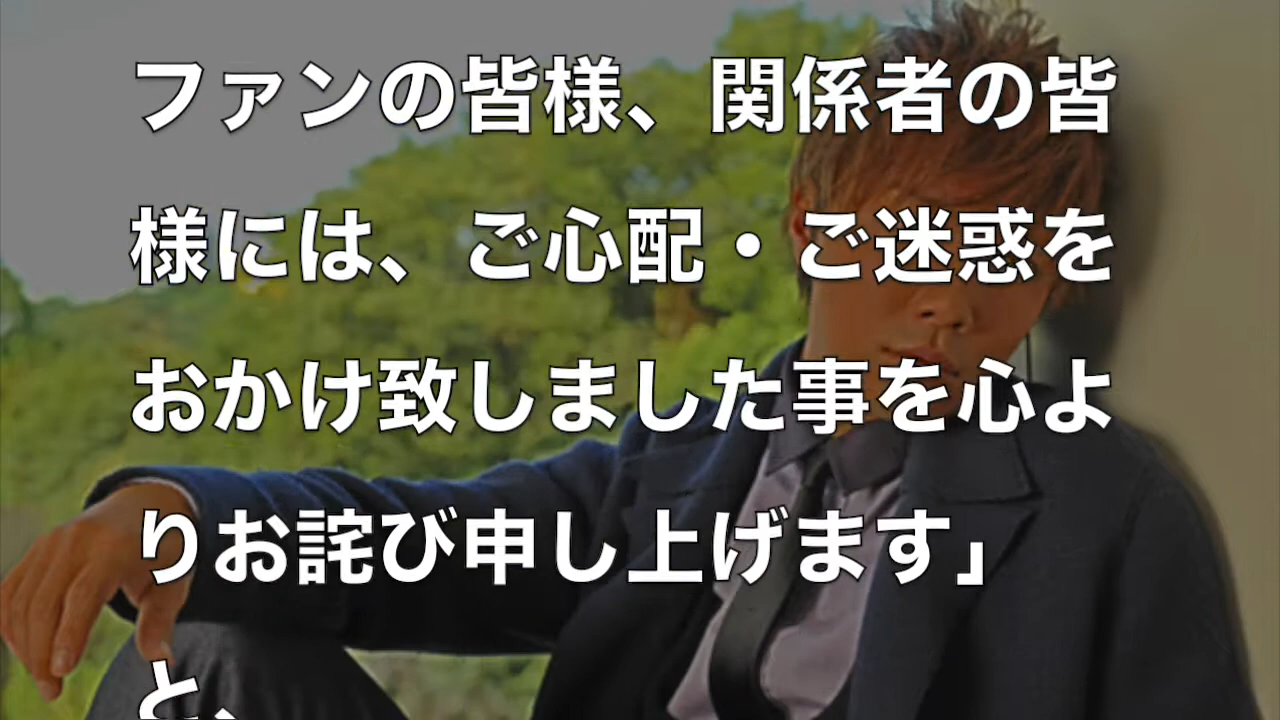 ファンの皆様、関係者の皆
様には、ご心配・ご迷惑を
おかけ致しました事を心よ
りお詫び申し上げます」
と、